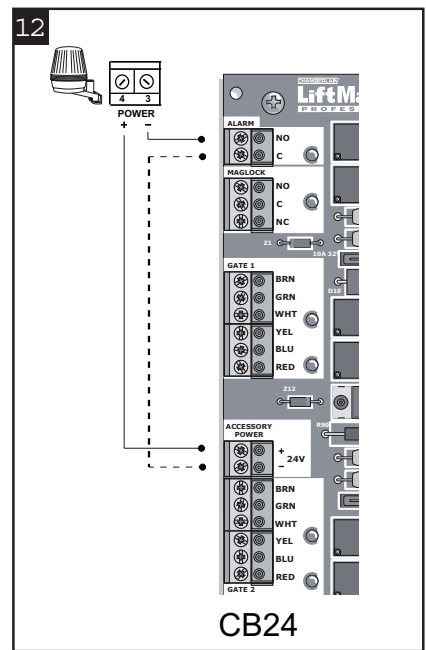 12
4 3
POWER
+ −
CHAMBERLAIN
LiftMa
PROFES
ALARM
NO
C
MAGLOCK
NO
C
NC
Z1
10A 32
GATE 1
D10
BRN
GRN
WHT
YEL
BLU
RED
Z12
ACCESSORY
POWER
R90
+
24V
−
BRN
GRN
WHT
YEL
BLU
RED
GATE 2
CB24